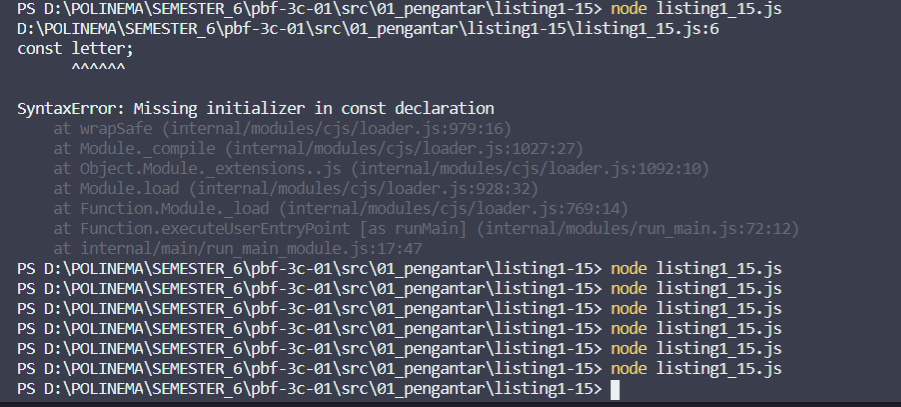 PS D:\POLINEMA\SEMESTER_6\pbf-3c-01\src\01_pengantar\listing1-15> node listing1_15.js
D:\POLINEMA\SEMESTER_6\pbf-3c-01\src\01_pengantar\listing1-15\listing1_15.js:6
const letter;
      ^^^^^^
SyntaxError: Missing initializer in const declaration
    at wrapSafe (internal/modules/cjs/loader.js:979:16)
    at Module._compile (internal/modules/cjs/loader.js:1027:27)
    at Object.Module._extensions..js (internal/modules/cjs/loader.js:1092:10)
    at Module.load (internal/modules/cjs/loader.js:928:32)
    at Function.Module._load (internal/modules/cjs/loader.js:769:14)
    at Function.executeUserEntryPoint [as runMain] (internal/modules/run_main.js:72:12)
    at internal/main/run_main_module.js:17:47
PS D:\POLINEMA\SEMESTER_6\pbf-3c-01\src\01_pengantar\listing1-15> node listing1_15.js
PS D:\POLINEMA\SEMESTER_6\pbf-3c-01\src\01_pengantar\listing1-15> node listing1_15.js
PS D:\POLINEMA\SEMESTER_6\pbf-3c-01\src\01_pengantar\listing1-15> node listing1_15.js
PS D:\POLINEMA\SEMESTER_6\pbf-3c-01\src\01_pengantar\listing1-15> node listing1_15.js
PS D:\POLINEMA\SEMESTER_6\pbf-3c-01\src\01_pengantar\listing1-15> node listing1_15.js
PS D:\POLINEMA\SEMESTER_6\pbf-3c-01\src\01_pengantar\listing1-15> node listing1_15.js
PS D:\POLINEMA\SEMESTER_6\pbf-3c-01\src\01_pengantar\listing1-15>